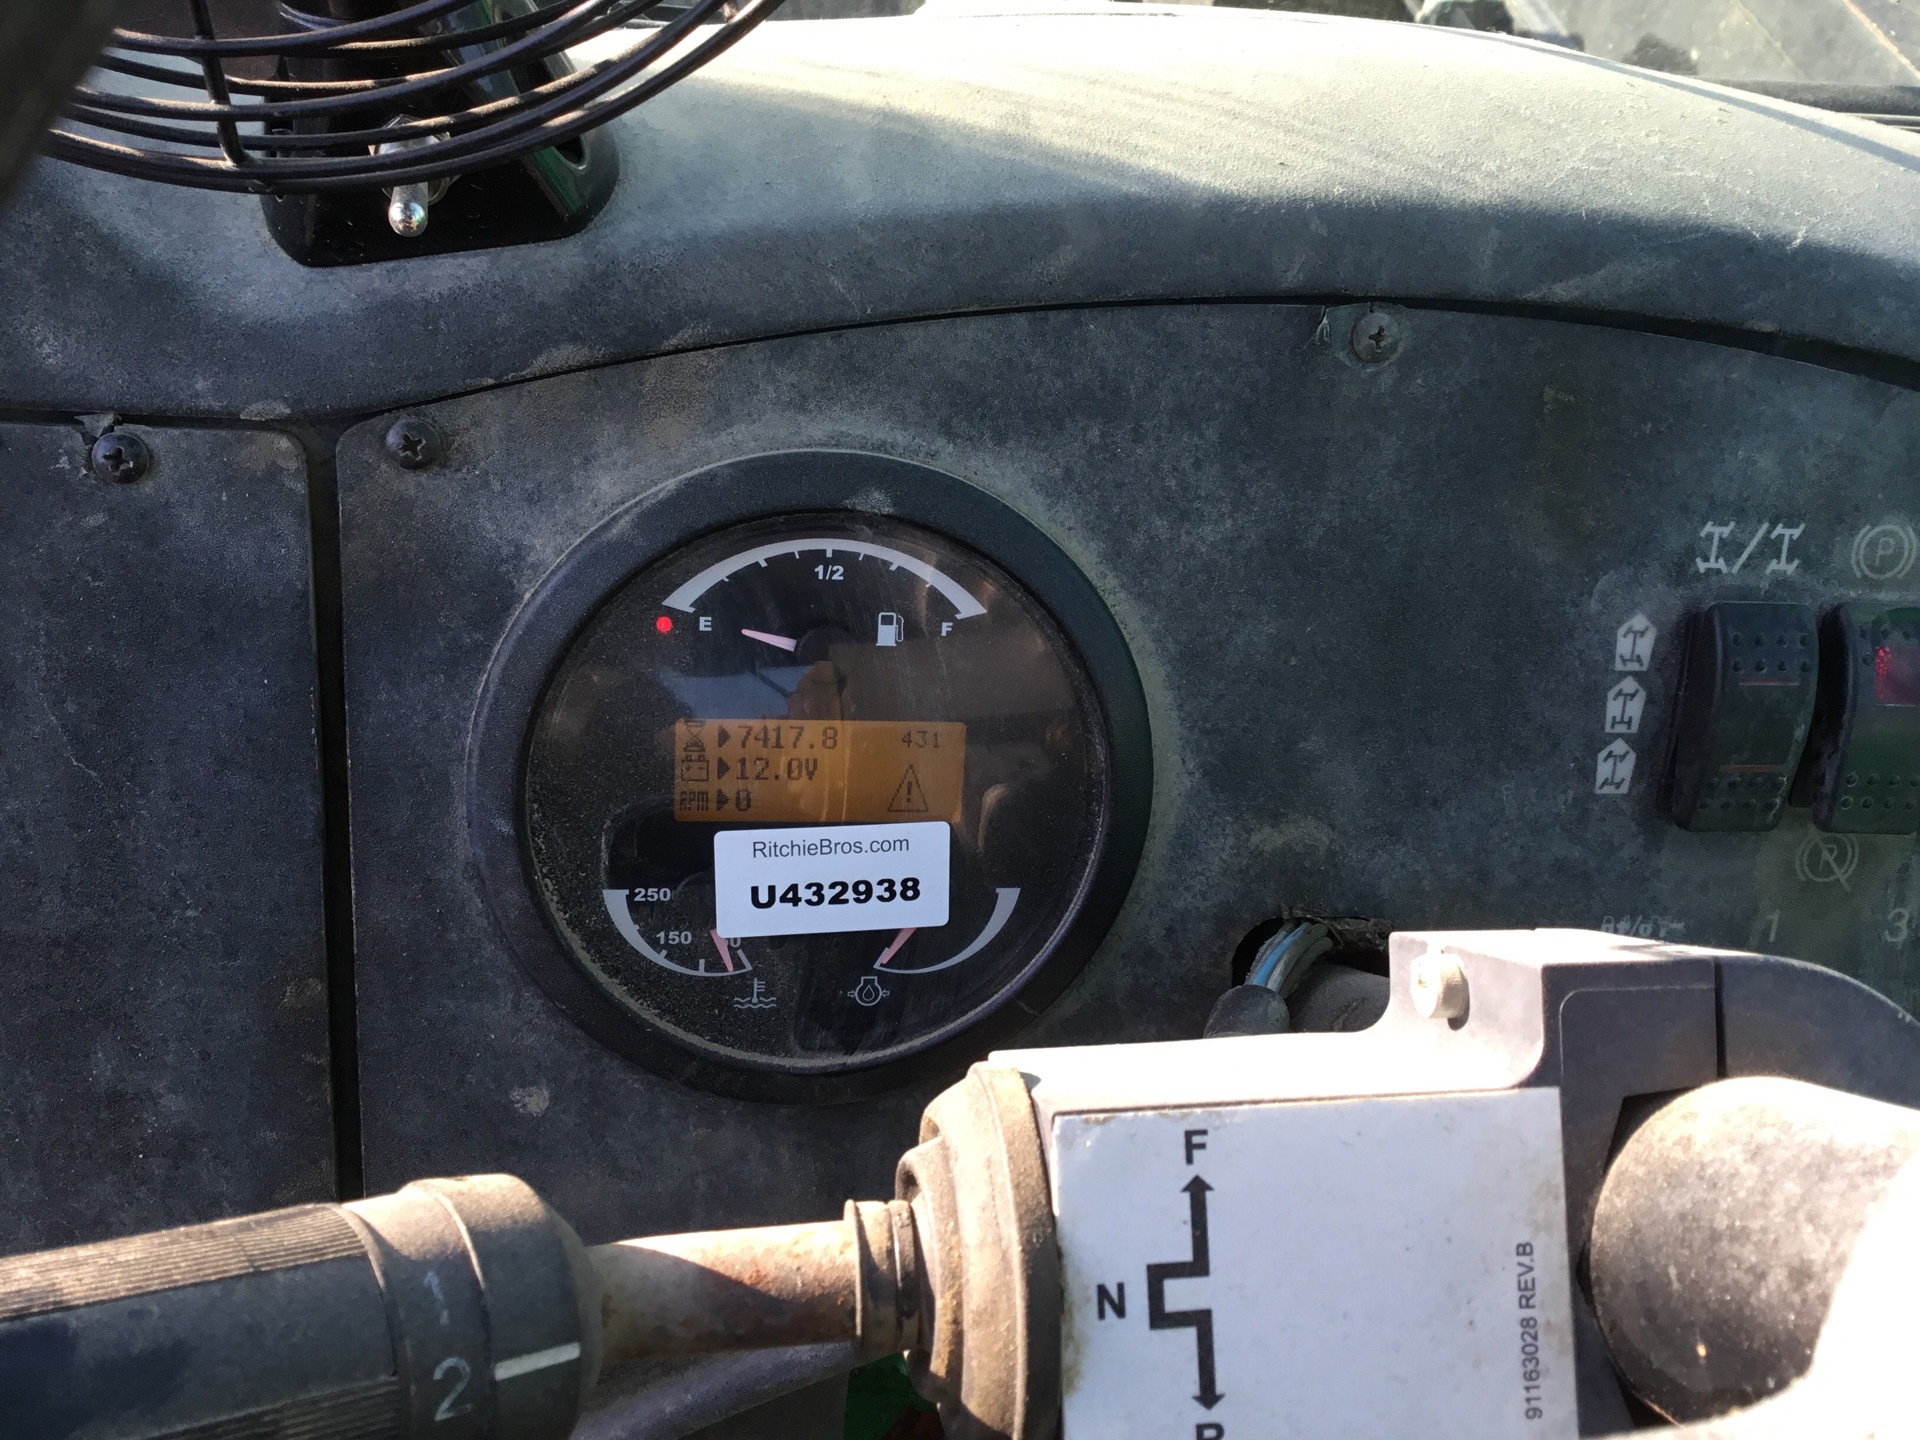 1/2
E
F
7417.8
431
12.0V
RPM 0
RitchieBros.com
U432938
250
150
1
3
F
N
1
2
91163028 REV.B